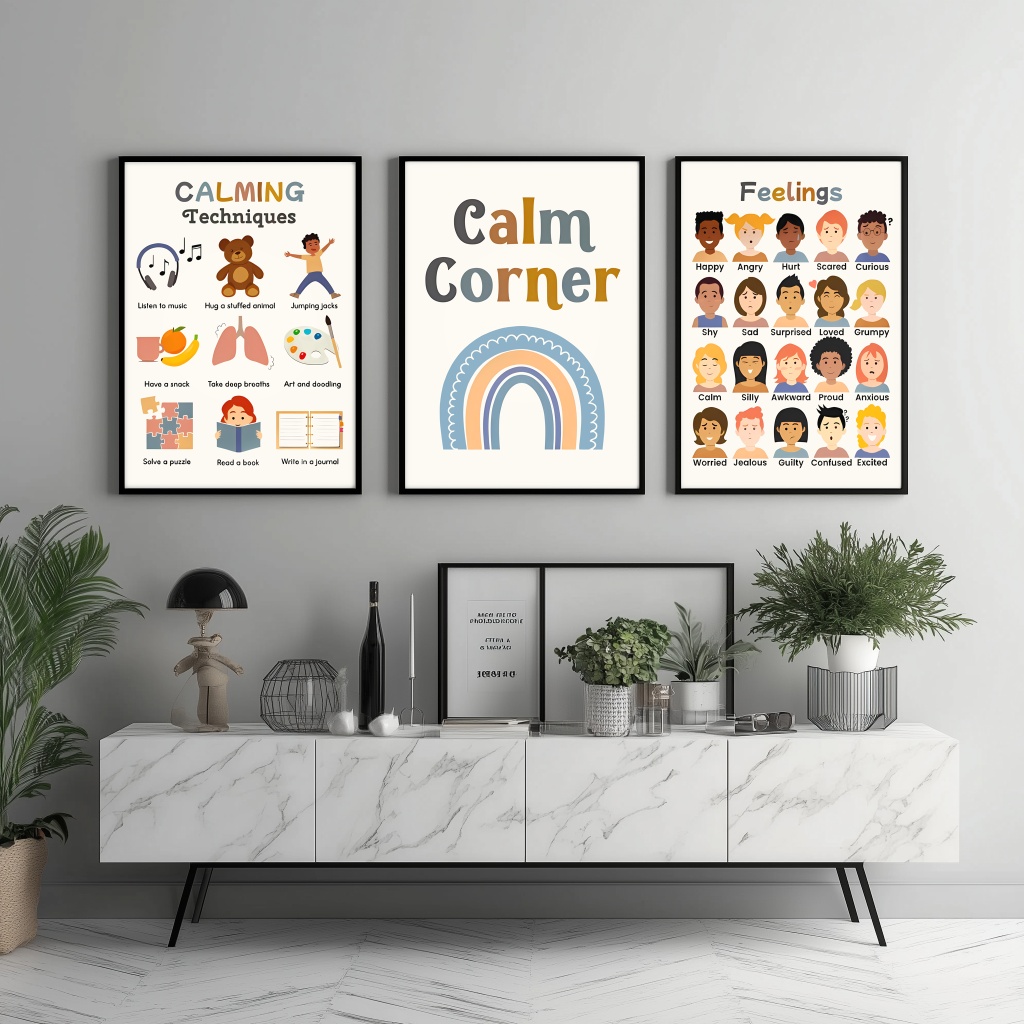 CALMING
Techniques
Listen to music
Hug a stuffed animal
Jumping jacks
Have a snack
Take deep breaths
Art and doodling
Solve a puzzle
Read a book
Write in a journal
Calm
Corner
Feelings
?
Happy Angry Hurt Scared Curious
Shy Sad Surprised Loved Grumpy
Calm Silly Awkward Proud Anxious
??
Worried Jealous Guilty Confused Excited